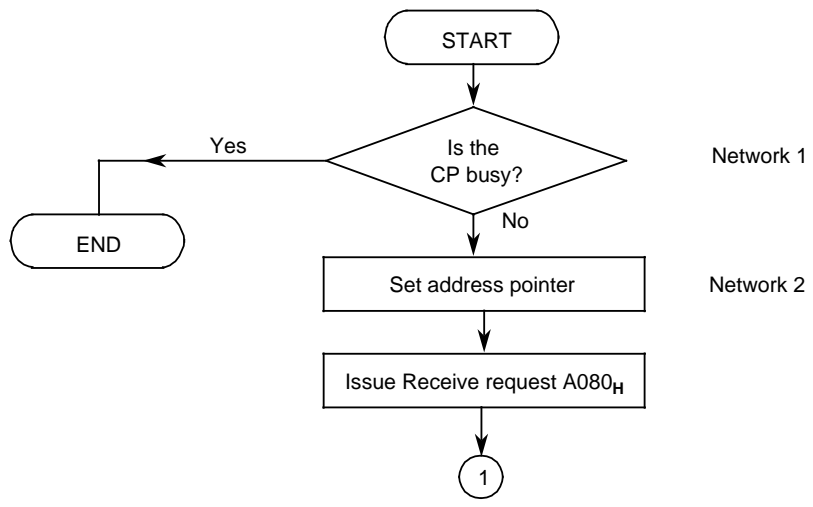 START
Yes
Is the
CP busy?
Network 1
No
END
Set address pointer
Network 2
Issue Receive request A080H
1